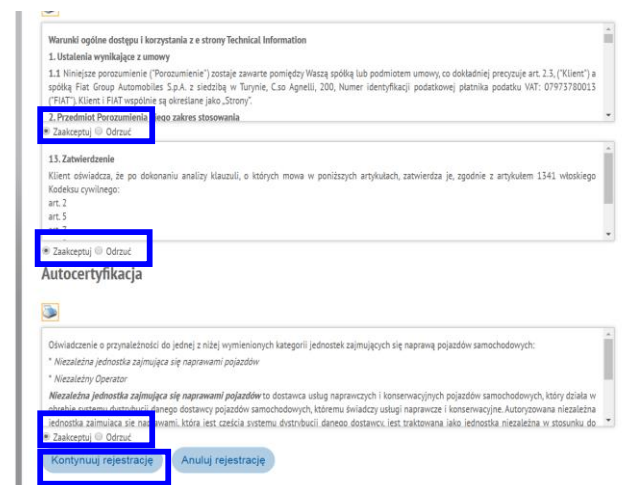 Warunki ogólne dostępu i korzystania z e strony Technical Information
1. Ustalenia wynikające z umowy
1.1 Niniejsze porozumienie ("Porozumienie") zostaje zawarte pomiędzy Waszą spółką lub podmiotem umowy, co dokładniej precyzuje art. 2.3, ("Klient") a
spółką Fiat Group Automobiles S.p.A. z siedzibą w Turynie, C.so Agnelli, 200, Numer identyfikacji podatkowej płatnika podatku VAT: 07973780013
("FIAT"). Klient i FIAT wspólnie są określane jako „Strony”.
2. Przedmiot Porozumienia jego zakres stosowania
Zaakceptuj Odrzuć
13. Zatwierdzenie
Klient oświadcza, że po dokonaniu analizy klauzuli, o których mowa w poniższych artykułach, zatwierdza je, zgodnie z artykułem 1341 włoskiego
Kodeksu cywilnego:
art. 2
art. 5
Zaakceptuj Odrzuć
Autocertyfikacja
Oświadczenie o przynależności do jednej z niżej wymienionych kategorii jednostek zajmujących się naprawą pojazdów samochodowych:
* Niezależna jednostka zajmująca się naprawami pojazdów
* Niezależny Operator
Niezależna jednostka zajmująca się naprawami pojazdów to dostawca usług naprawczych i konserwacyjnych pojazdów samochodowych, który działa w
obrębie systemu dystrybucji danego dostawcy pojazdów samochodowych, któremu świadczy usługi naprawcze i konserwacyjne. Autoryzowana niezależna
jednostka zajmująca się naprawami, która jest częścią systemu dystrybucji danego dostawcy, jest traktowana jako jednostka niezależna w stosunku do
Zaakceptuj Odrzuć
Kontynuuj rejestrację Anuluj rejestrację